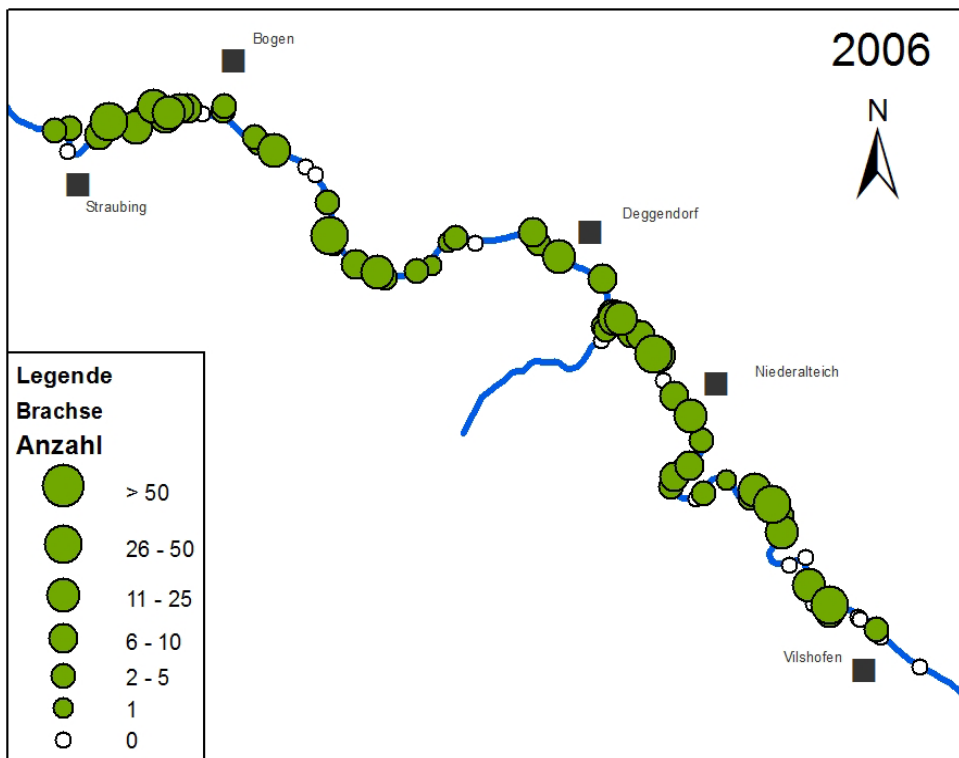 2006
N
Bogen
Straubing
Deggendorf
Niederalteich
Vilshofen
Legende
Brachse
Anzahl
> 50
26 - 50
11 - 25
6 - 10
2 - 5
1
0